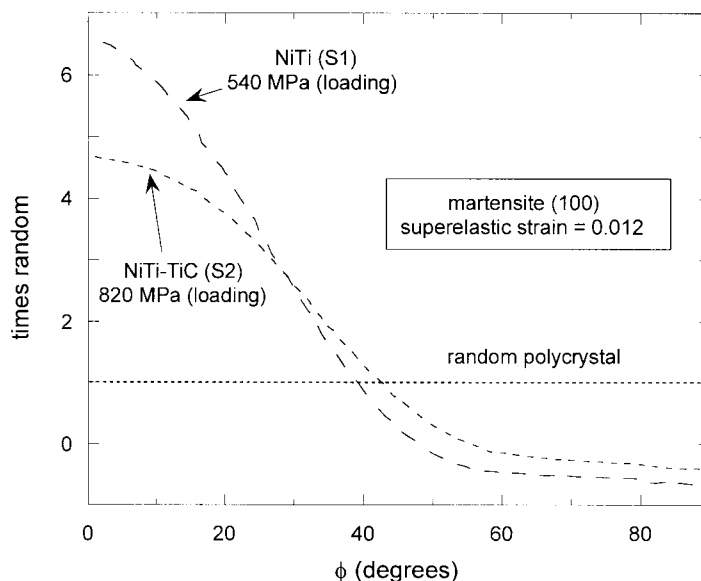 NiTi (S1)
540 MPa (loading)
6
4
2
0
times random
martensite (100)
superelastic strain = 0.012
NiTi-TiC (S2)
820 MPa (loading)
random polycrystal
0
20
40
60
80
ϕ (degrees)